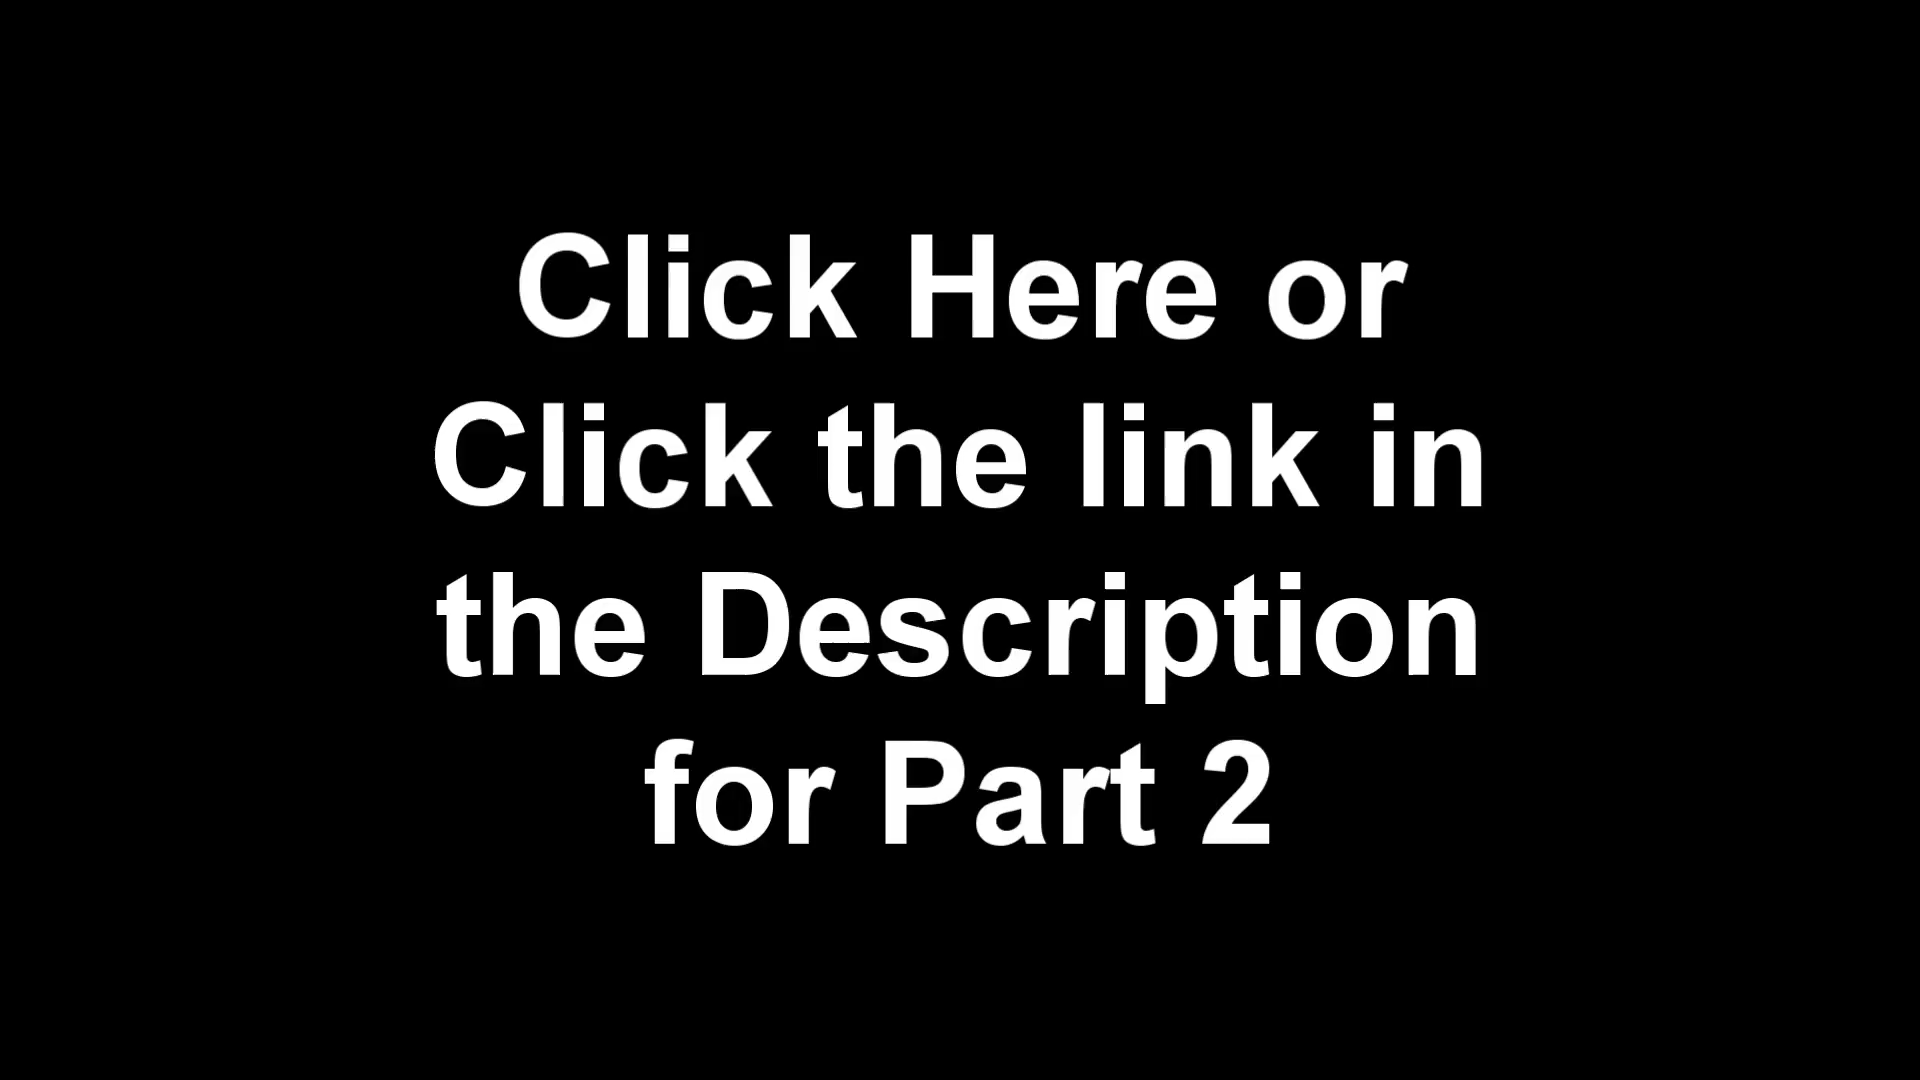 Click Here or
Click the link in
the Description
for Part 2